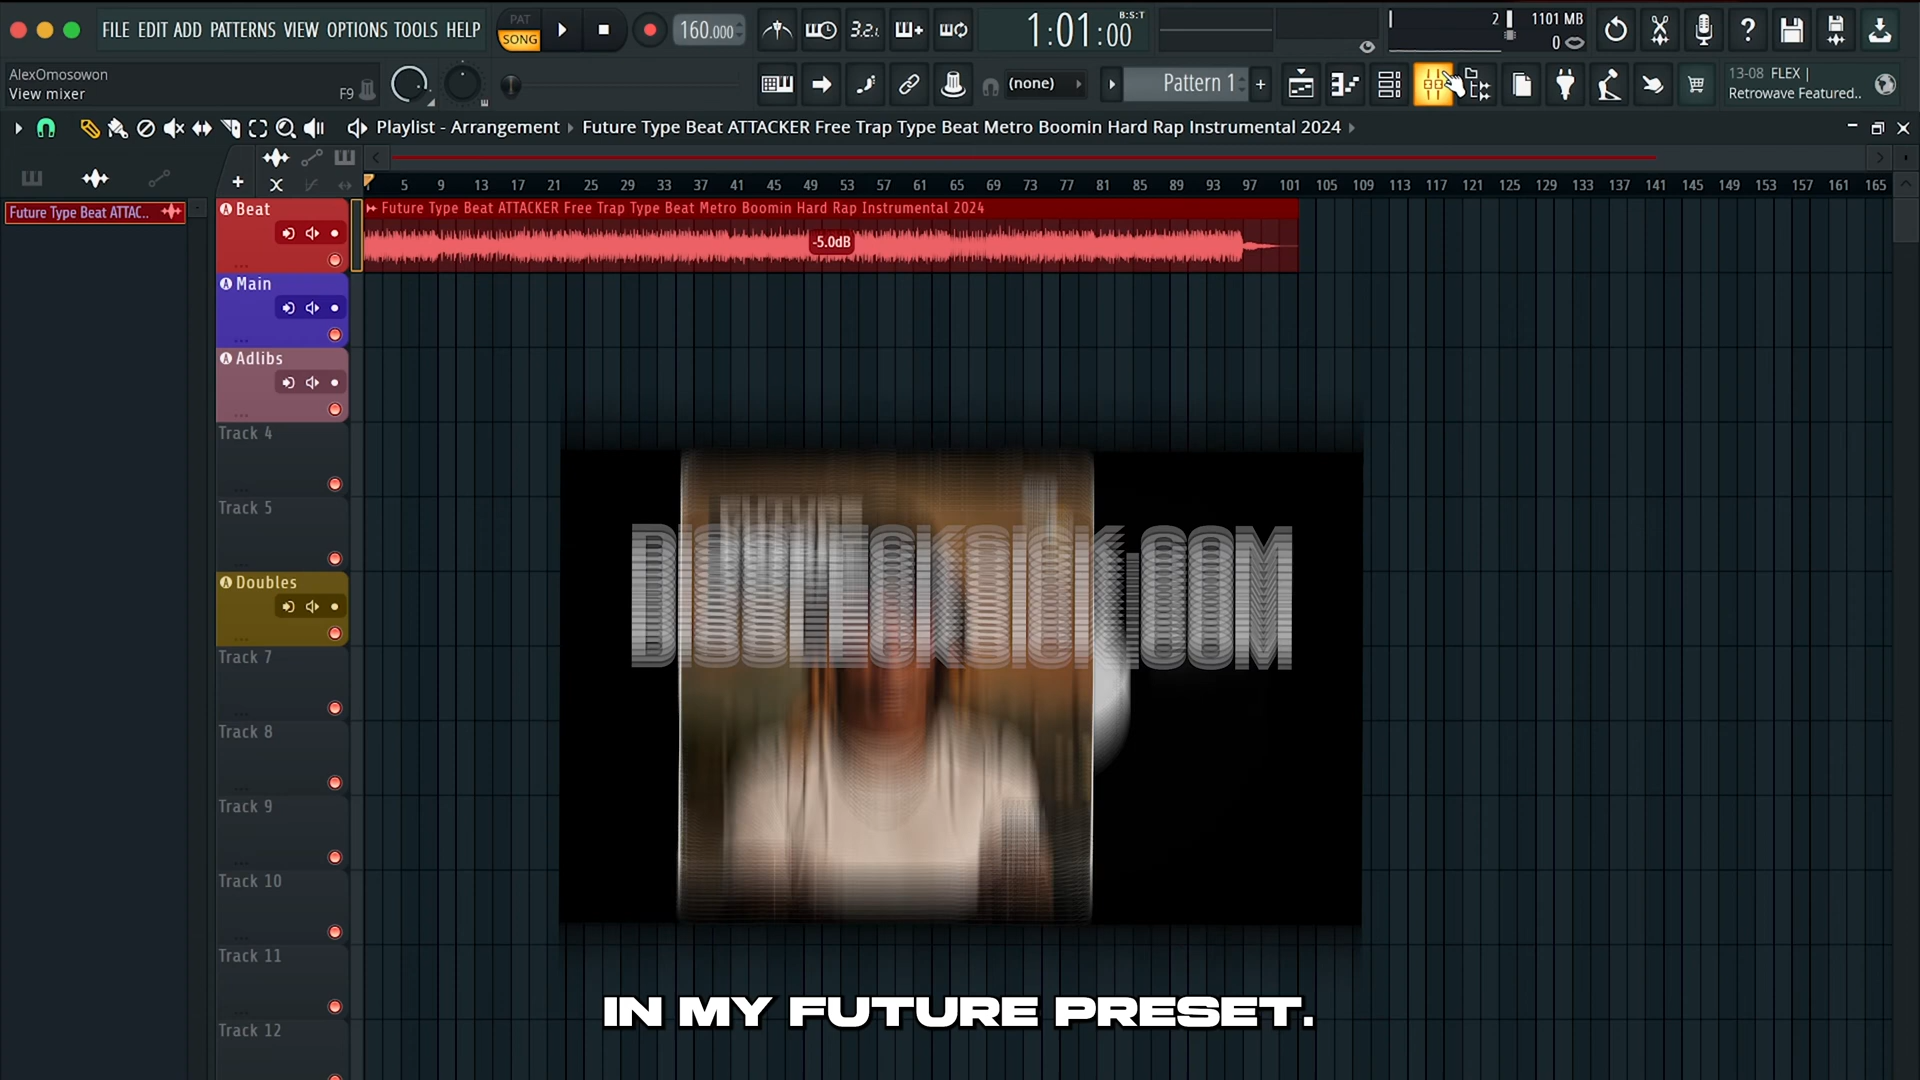 FILE EDIT ADD PATTERNS VIEW OPTIONS TOOLS HELP
PAT
SONG
160.000
3.2.
1:01:00
B:S:T
2
1101 MB
0
AlexOmosowon
View mixer
F9
(none)
Pattern 1
13-08 FLEX |
Retrowave Featured..
Playlist - Arrangement
Future Type Beat ATTACKER Free Trap Type Beat Metro Boomin Hard Rap Instrumental 2024
5 9 13 17 21 25 29 33 37 41 45 49 53 57 61 65 69 73 77 81 85 89 93 97 101 105 109 113 117 121 125 129 133 137 141 145 149 153 157 161 165
Future Type Beat ATTAC..
Beat
Future Type Beat ATTACKER Free Trap Type Beat Metro Boomin Hard Rap Instrumental 2024
-5.0dB
Main
Adlibs
Track 4
Track 5
Doubles
Track 7
Track 8
Track 9
Track 10
Track 11
Track 12
IN MY FUTURE PRESET.